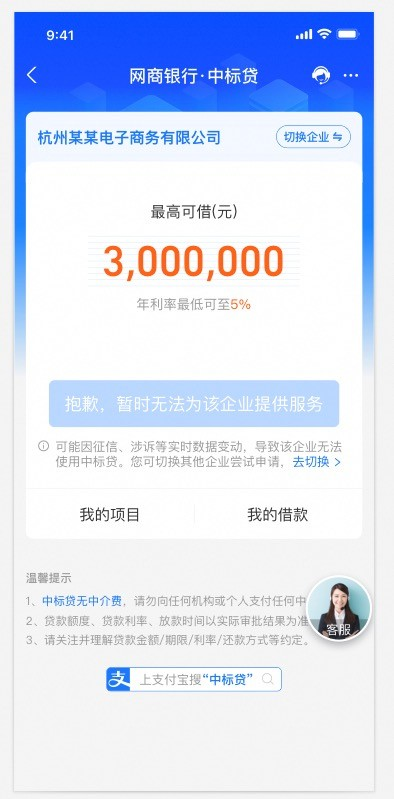 9:41
网商银行·中标贷
杭州某某电子商务有限公司
切换企业
最高可借(元)
3,000,000
年利率最低可至5%
抱歉，暂时无法为该企业提供服务
可能因征信、涉诉等实时数据变动，导致该企业无法
使用中标贷。您可切换其他企业尝试申请，去切换 >
我的项目
我的借款
温馨提示
1、中标贷无中介费，请勿向任何机构或个人支付任何中
2、贷款额度、贷款利率、放款时间以实际审批结果为准
3、请关注并理解贷款金额/期限/利率/还款方式等约定。
客服
支 上支付宝搜“中标贷”